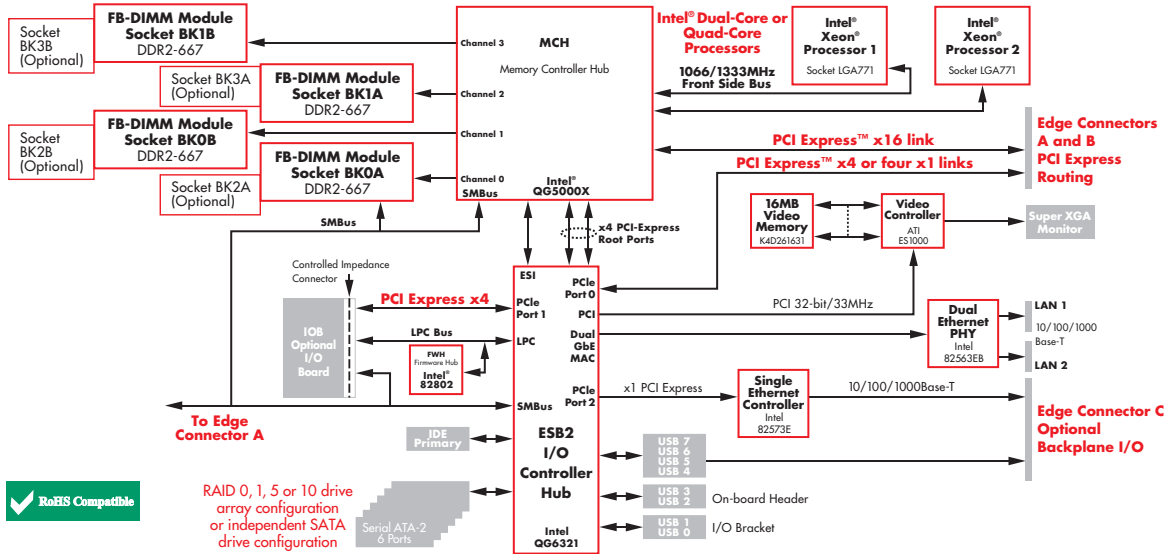 Socket
BK3B
(Optional)
FB-DIMM Module
Socket BK1B
DDR2-667
Socket BK3A
(Optional)
FB-DIMM Module
Socket BK1A
DDR2-667
Socket
BK2B
(Optional)
FB-DIMM Module
Socket BK0B
DDR2-667
Socket BK2A
(Optional)
FB-DIMM Module
Socket BK0A
DDR2-667
Channel 3
Channel 2
Channel 1
Channel 0
SMBus
MCH
Memory Controller Hub
Intel®
QG5000X
Intel® Dual-Core or
Quad-Core
Processors
1066/1333MHz
Front Side Bus
Intel®
Xeon®
Processor 1
Socket LGA771
Intel®
Xeon®
Processor 2
Socket LGA771
PCI Express™ x16 link
PCI Express™ x4 or four x1 links
Edge Connectors
A and B
PCI Express
Routing
SMBus
x4 PCI-Express
Root Ports
16MB
Video
Memory
K4D261631
Video
Controller
ATI
ES1000
Super XGA
Monitor
Controlled Impedance
Connector
IOB
Optional
I/O
Board
PCI Express x4
LPC Bus
FWH
Firmware Hub
Intel®
82802
ESI
PCIe
Port 1
LPC
SMBus
PCIe
Port 0
PCI
Dual
GbE
MAC
PCIe
Port 2
PCI 32-bit/33MHz
Dual
Ethernet
PHY
Intel
82563EB
LAN 1
10/100/1000
Base-T
LAN 2
x1 PCI Express
Single
Ethernet
Controller
Intel
82573E
10/100/1000Base-T
Edge Connector C
Optional
Backplane I/O
To Edge
Connector A
IDE
Primary
ESB2
I/O
Controller
Hub
Intel
QG6321
USB 7
USB 6
USB 5
USB 4
USB 3
USB 2
On-board Header
USB 1
USB 0
I/O Bracket
RoHS Compatible
RAID 0, 1, 5 or 10 drive
array configuration
or independent SATA
drive configuration
Serial ATA-2
6 Ports